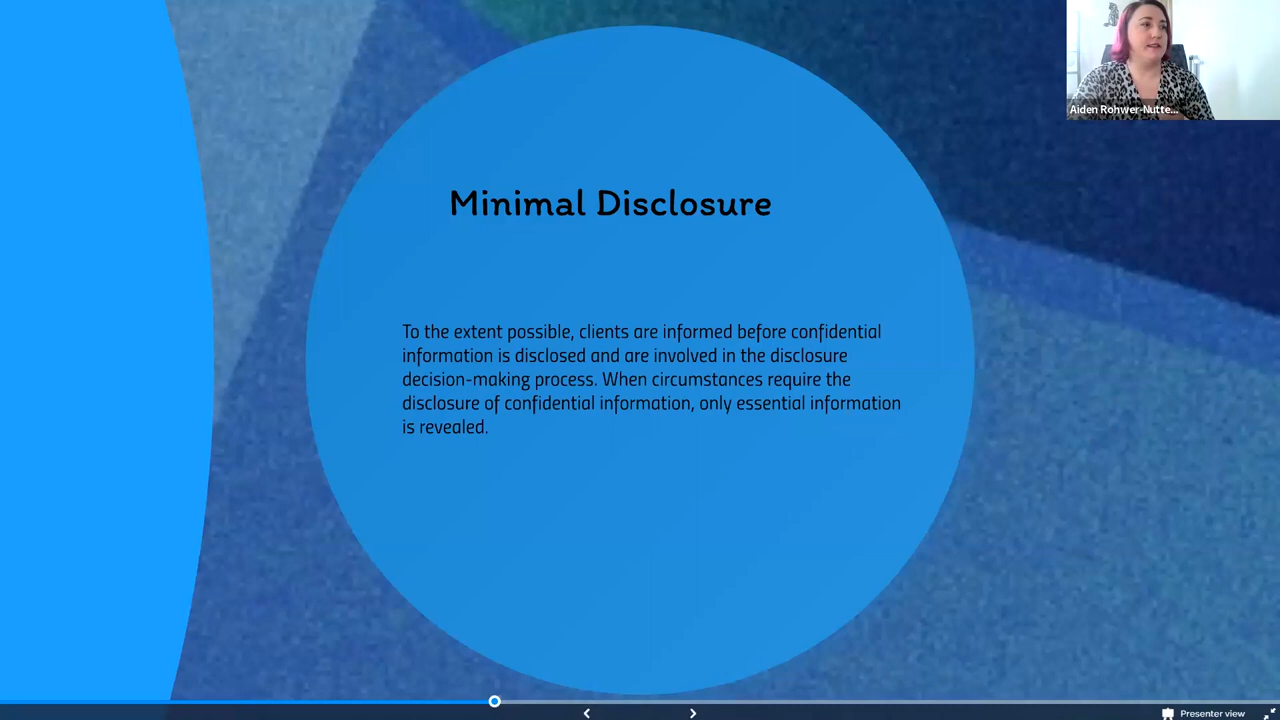 Aiden Rohwer-Nutte...
Minimal Disclosure
To the extent possible, clients are informed before confidential
information is disclosed and are involved in the disclosure
decision-making process. When circumstances require the
disclosure of confidential information, only essential information
is revealed.
Presenter view